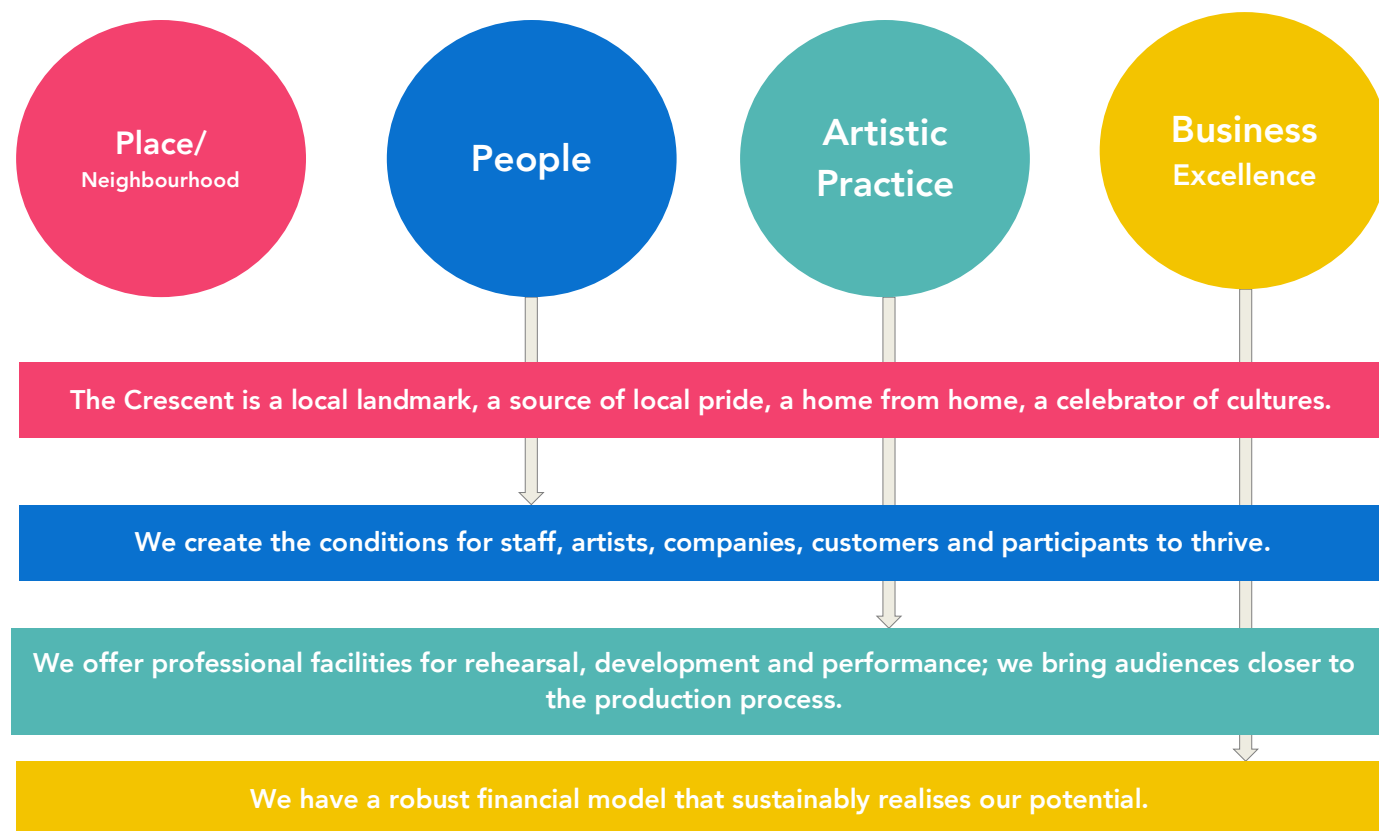 Place/
Neighbourhood
People
Artistic
Practice
Business
Excellence
The Crescent is a local landmark, a source of local pride, a home from home, a celebrator of cultures.
We create the conditions for staff, artists, companies, customers and participants to thrive.
We offer professional facilities for rehearsal, development and performance; we bring audiences closer to
the production process.
We have a robust financial model that sustainably realises our potential.